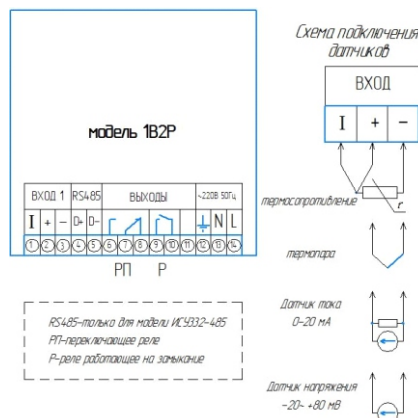 модель 1В2Р
ВХОД 1 RS485 ВЫХОДЫ ~220В 50Гц
I + − D+ D− N L
1 2 3 4 5 6 7 8 9 10 11 12 13 14
РП Р
RS485-только для модели ИСУ332-485
РП-переключающее реле
Р-реле работающее на замыкание
Схема подключения
датчиков
ВХОД
I + −
термосопротивление
t
термопара
Датчик тока
0-20 мА
Датчик напряжения
-20- +80 мВ